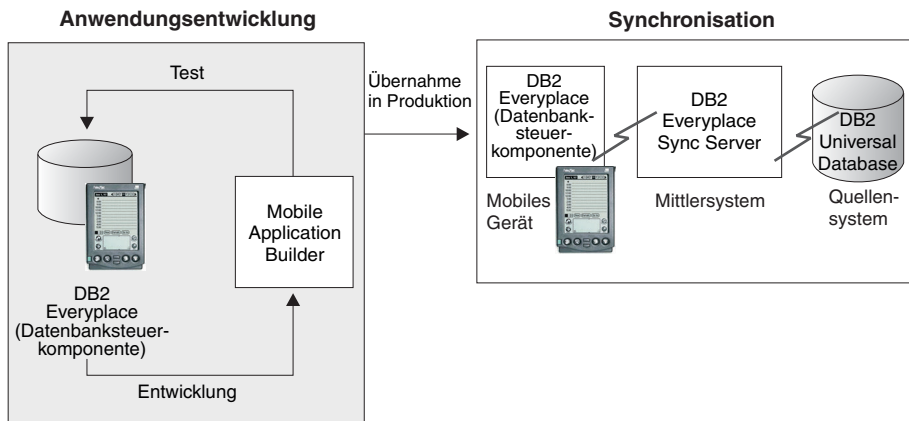 Anwendungsentwicklung
Test
Mobile
Application
Builder
DB2
Everyplace
(Datenbanksteuer-
komponente)
Entwicklung
Übernahme
in Produktion
Synchronisation
DB2
Everyplace
(Datenbank-
steuer-
komponente)
Mobiles
Gerät
DB2
Everyplace
Sync Server
Mittlersystem
DB2
Universal
Database
Quellen-
system